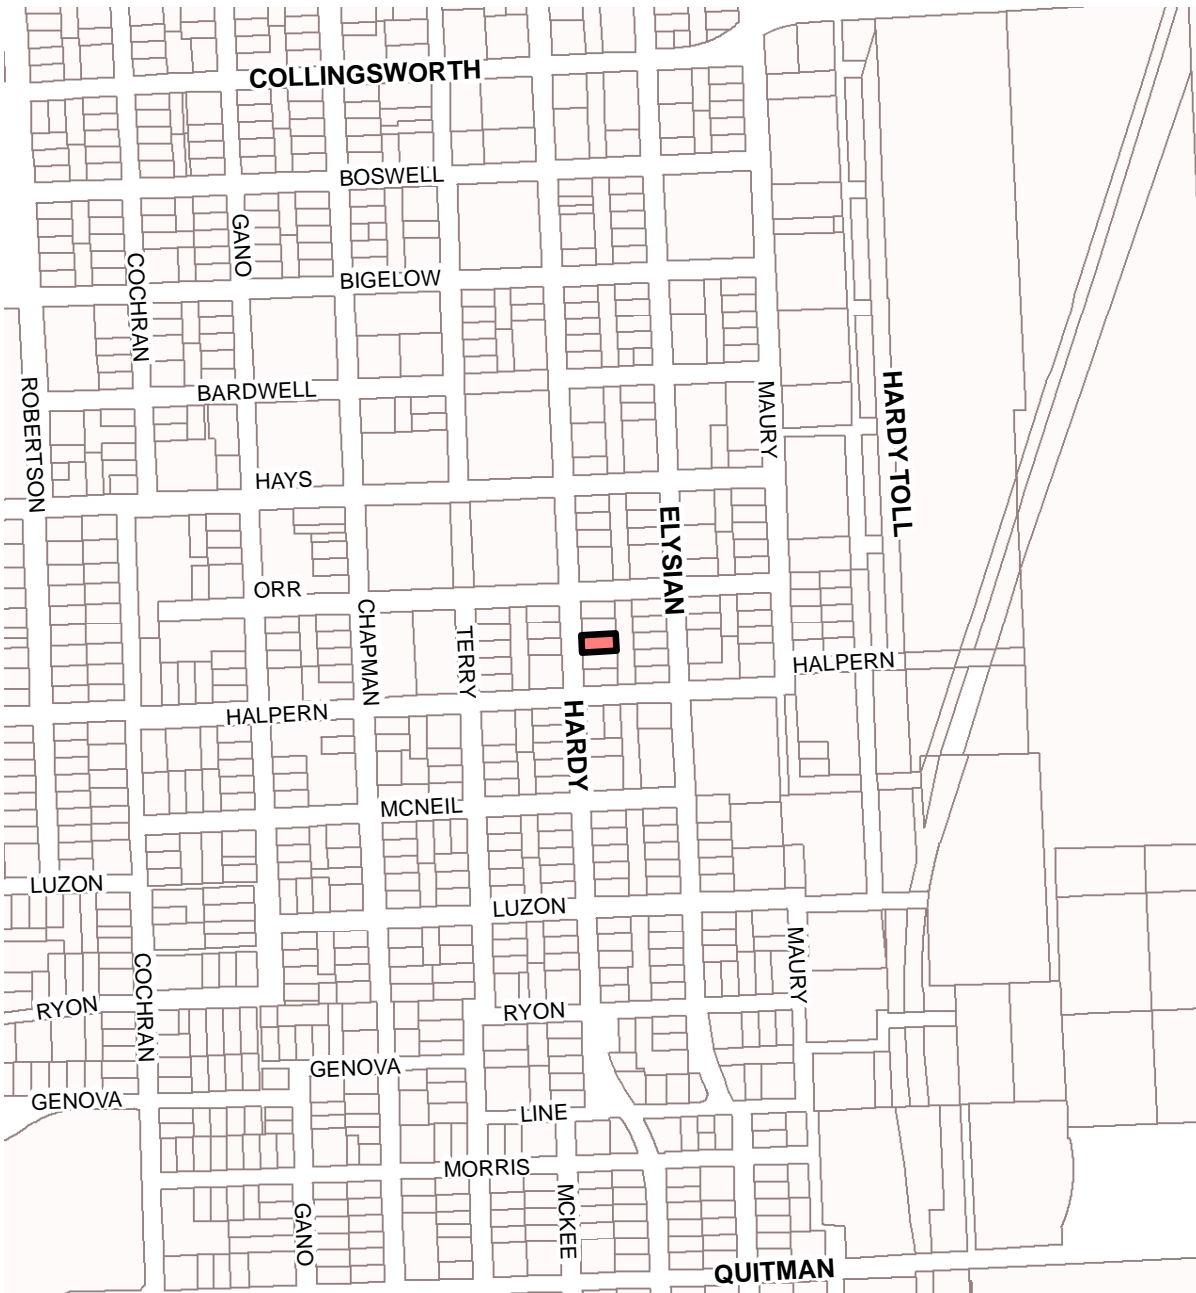 COLLINGSWORTH
BOSWELL
GANO
COCHRAN
BIGELOW
ROBERTSON
BARDWELL
MAURY
HARDY TOLL
HAYS
ELYSIAN
ORR
CHAPMAN
TERRY
HALPERN
HALPERN
HARDY
MCNEIL
LUZON
LUZON
MAURY
COCHRAN
RYON
RYON
GENOVA
GENOVA
LINE
MORRIS
MCKEE
GANO
QUITMAN